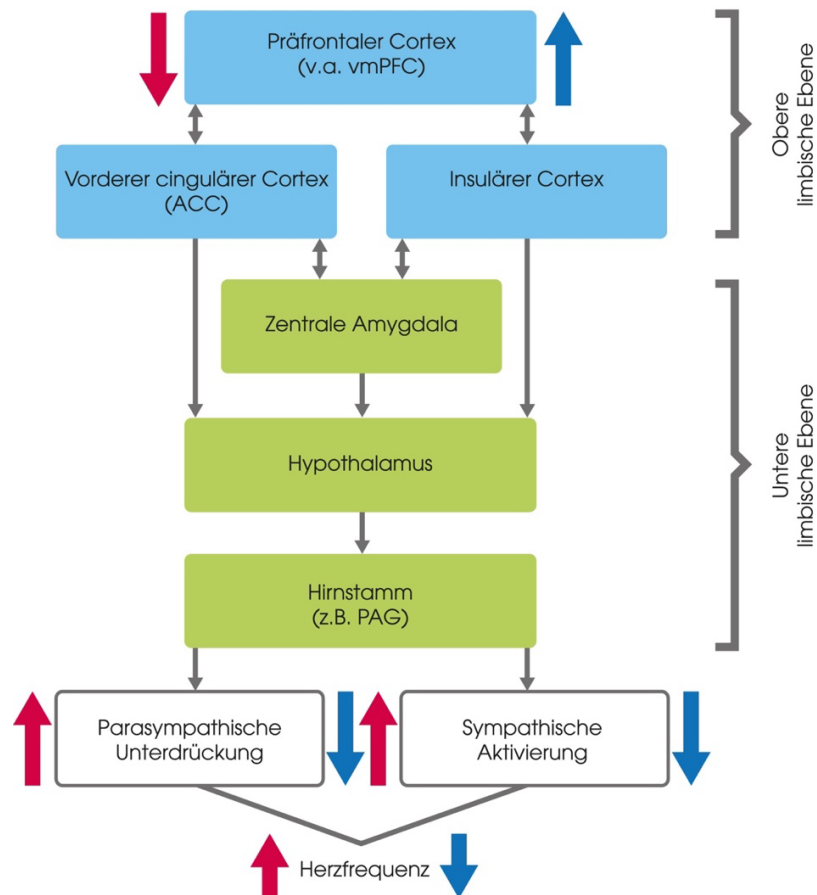 Präfrontaler Cortex
(v.a. vmPFC)
Obere
limbische Ebene
Vorderer cingulärer Cortex
(ACC)
Insulärer Cortex
Zentrale Amygdala
Untere
limbische Ebene
Hypothalamus
Hirnstamm
(z.B. PAG)
Parasympathische
Unterdrückung
Sympathische
Aktivierung
Herzfrequenz